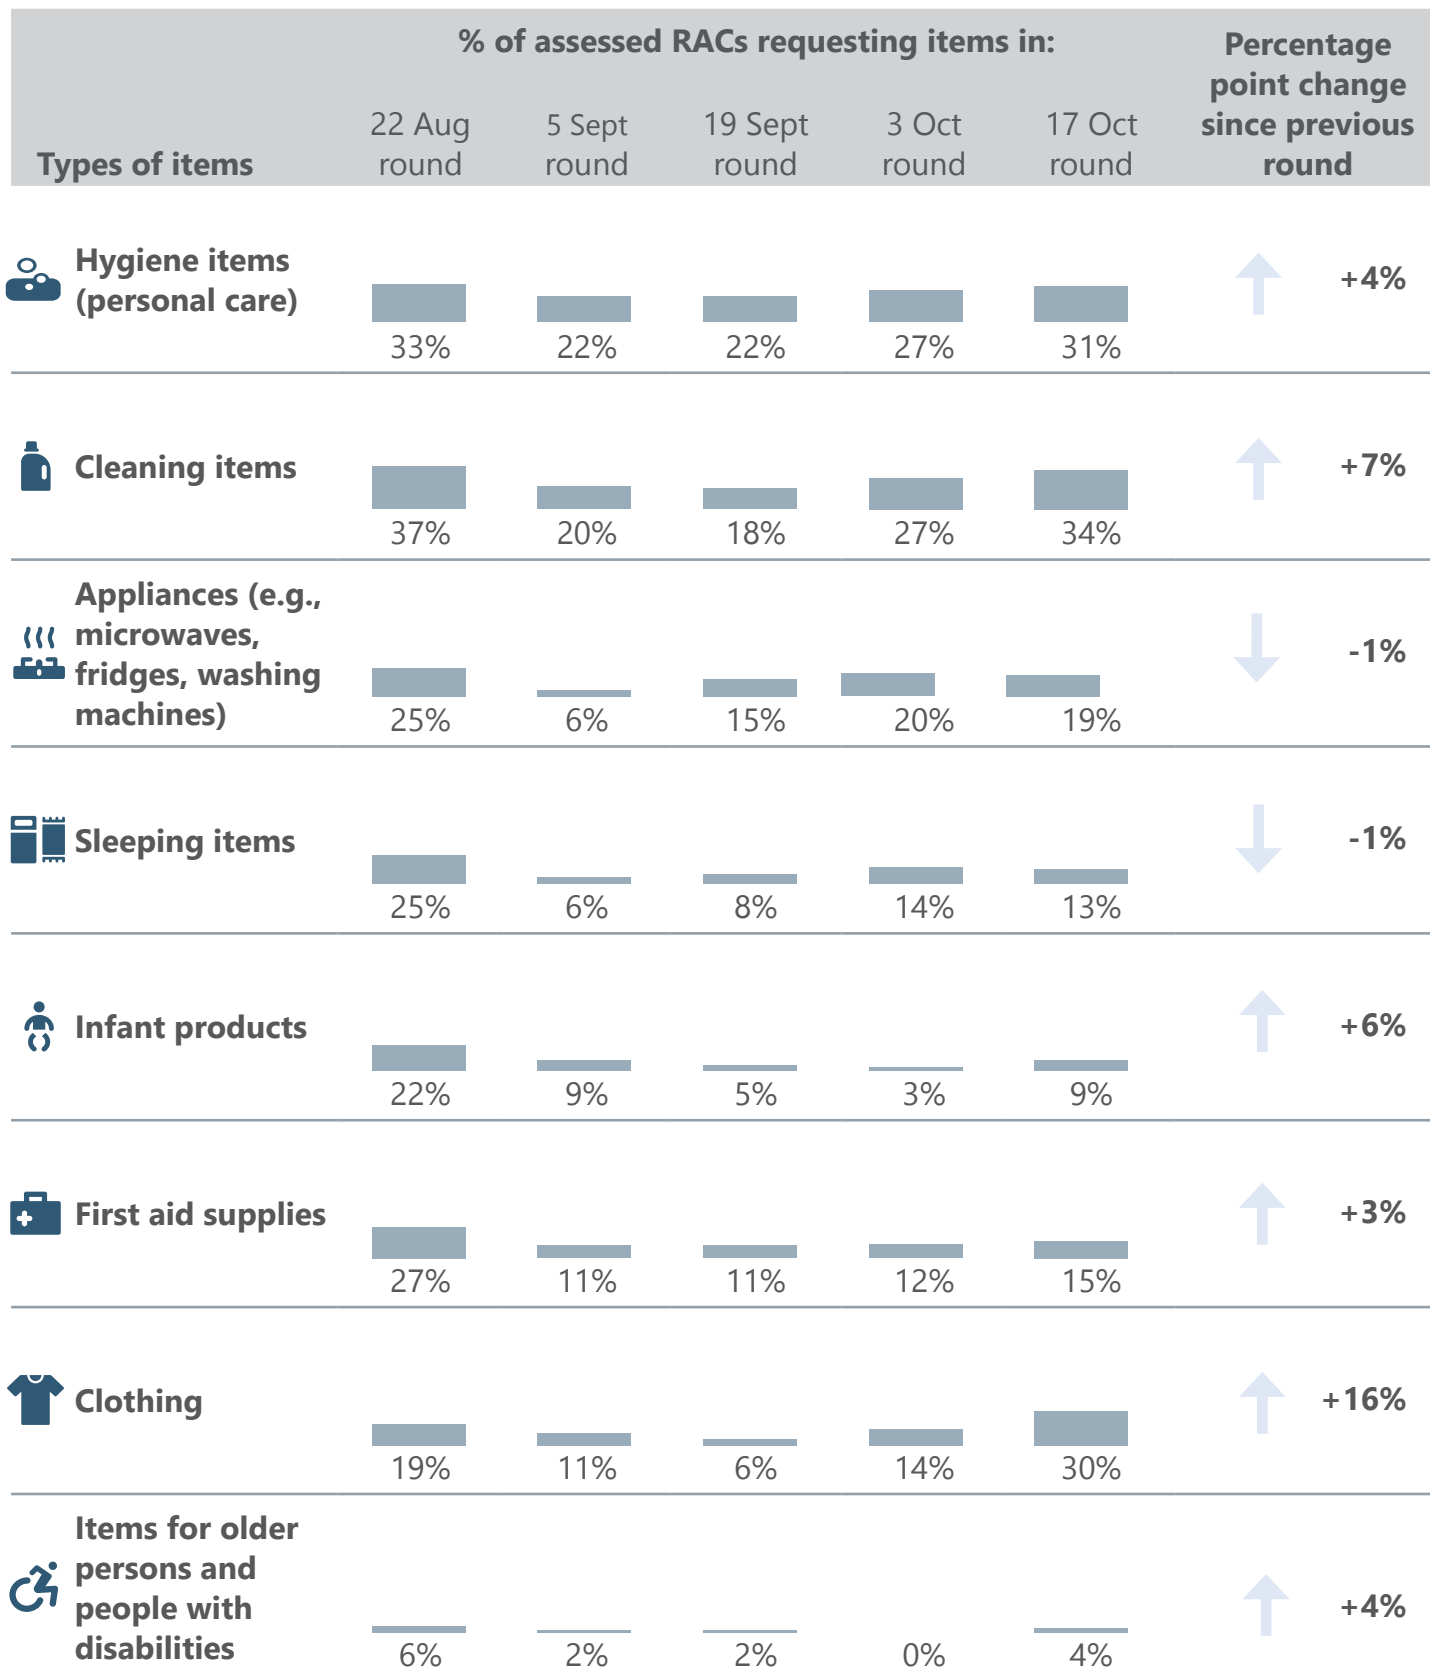 % of assessed RACs requesting items in:
Percentage
point change
since previous
round
Types of items
22 Aug
round
5 Sept
round
19 Sept
round
3 Oct
round
17 Oct
round
Hygiene items
(personal care)
33% 22% 22% 27% 31%
+4%
Cleaning items
37% 20% 18% 27% 34%
+7%
Appliances (e.g.,
microwaves,
fridges, washing
machines)
25% 6% 15% 20% 19%
-1%
Sleeping items
25% 6% 8% 14% 13%
-1%
Infant products
22% 9% 5% 3% 9%
+6%
First aid supplies
27% 11% 11% 12% 15%
+3%
Clothing
19% 11% 6% 14% 30%
+16%
Items for older
persons and
people with
disabilities
6% 2% 2% 0% 4%
+4%